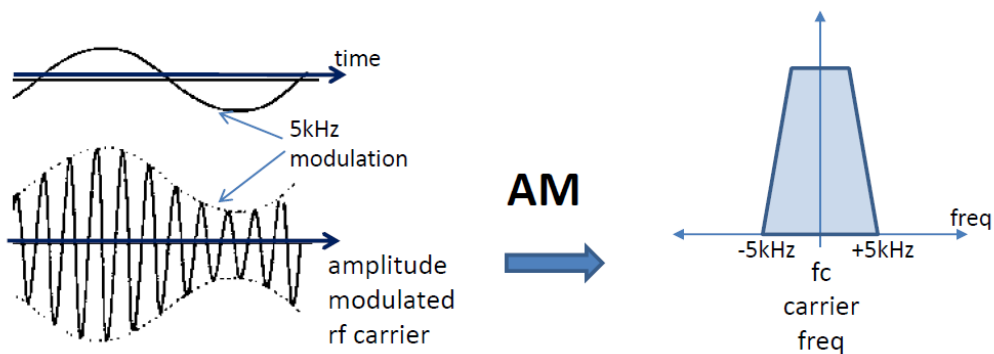 time
5kHz
modulation
amplitude
modulated
rf carrier
AM
freq
-5kHz
+5kHz
fc
carrier
freq